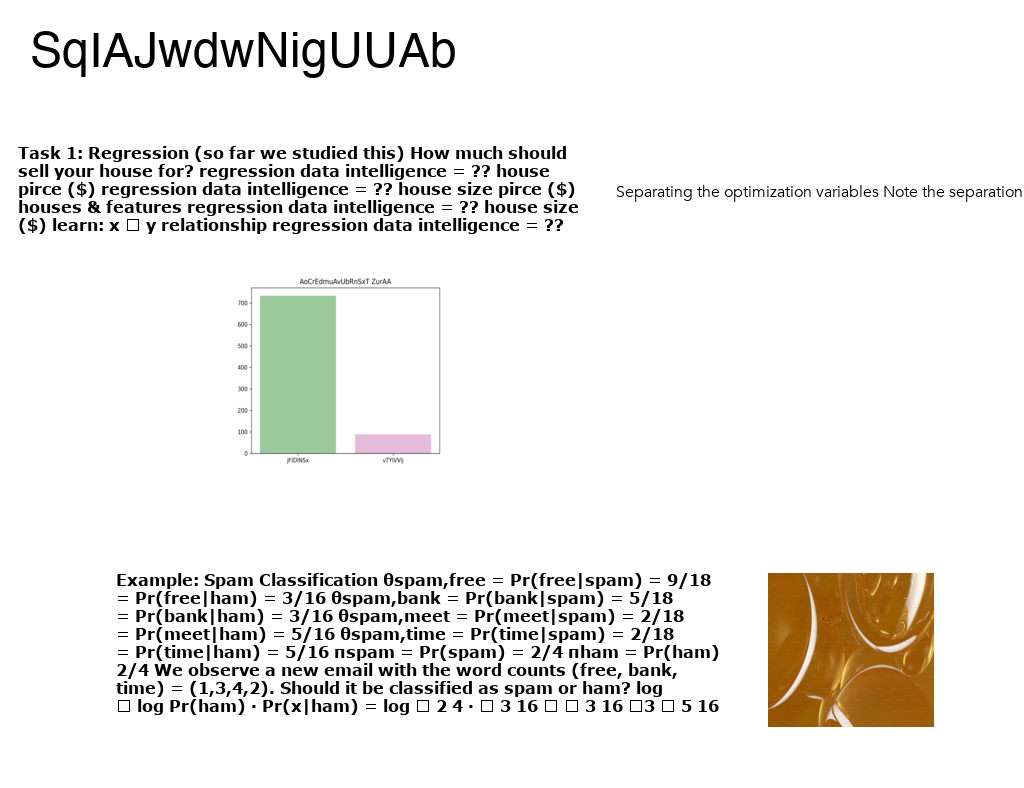 SqIAJwdwNigUUAb
Task 1: Regression (so far we studied this) How much should
sell your house for? regression data intelligence = ?? house
pirce ($) regression data intelligence = ?? house size pirce ($)
houses & features regression data intelligence = ?? house size
($) learn: x □ y relationship regression data intelligence = ??
Separating the optimization variables Note the separation
AoCrEdmuAvUbRnSxT ZurAA
700
600
500
400
300
200
100
0
jFIDINSx
vTYIVVij
Example: Spam Classification θspam,free = Pr(free|spam) = 9/18
= Pr(free|ham) = 3/16 θspam,bank = Pr(bank|spam) = 5/18
= Pr(bank|ham) = 3/16 θspam,meet = Pr(meet|spam) = 2/18
= Pr(meet|ham) = 5/16 θspam,time = Pr(time|spam) = 2/18
= Pr(time|ham) = 5/16 πspam = Pr(spam) = 2/4 πham = Pr(ham)
2/4 We observe a new email with the word counts (free, bank,
time) = (1,3,4,2). Should it be classified as spam or ham? log
□ log Pr(ham) · Pr(x|ham) = log □ 2 4 · □ 3 16 □ □ 3 16 □3 □ 5 16